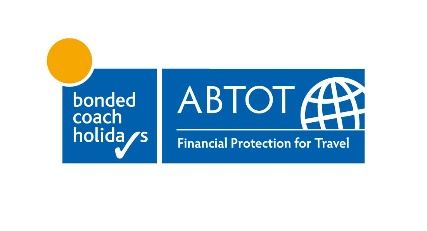 bonded
coach
holidays
ABTOT
Financial Protection for Travel